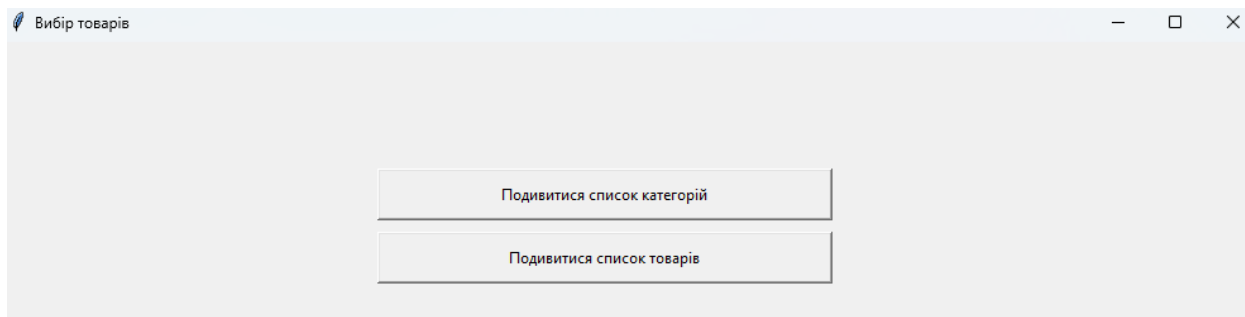 Вибір товарів
Подивитися список категорій
Подивитися список товарів